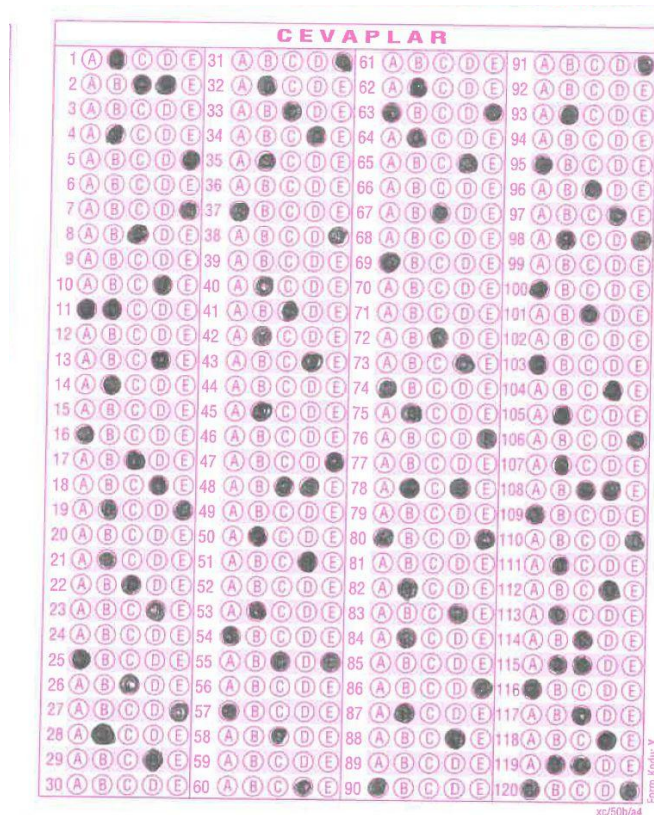 CEVAPLAR
1 A C D E
2 A B E
3 A B C D E
4 A C D E
5 A B C D
6 A B C D E
7 A B C D
8 A B D E
9 A B C D E
10 A B C E
11 C D E
12 A B C D E
13 A B C E
14 A C D E
15 A B C D E
16 B C D E
17 A B D E
18 A B C E
19 A C D
20 A B C D E
21 A C D E
22 A B D E
23 A B C E
24 A B C D E
25 B C D E
26 A B D E
27 A B C D
28 A C D E
29 A B C E
30 A B C D E
31 A B C D
32 A C D E
33 A B D E
34 A B C E
35 A C D E
36 A B C D E
37 B C D E
38 A B C D
39 A B C D E
40 A C D E
41 A B D E
42 A C D E
43 A B C E
44 A B C D E
45 A C D E
46 A B C D E
47 A B C D
48 A B E
49 A B C D E
50 A C D E
51 A B C E
52 A B C D E
53 A C D E
54 B C D E
55 A B D
56 A B C D E
57 B C D E
58 A B D E
59 A B C D E
60 A B C E
61 A B C D E
62 A C D E
63 B C D
64 A C D E
65 A B C E
66 A B C D E
67 A B D E
68 A B C D E
69 B C D E
70 A B C D E
71 A B C D E
72 A B D E
73 A B C E
74 B C D E
75 A C D E
76 A B C D
77 A B C D E
78 A C E
79 A B C D E
80 B C D
81 A B C D E
82 A C D E
83 A B C E
84 A C D E
85 A B C D E
86 A B C D
87 A C D E
88 A B C E
89 A B C D E
90 B C D E
91 A B C D
92 A B C D E
93 A C D E
94 A B C D E
95 B C D E
96 A B D E
97 A B C E
98 A C D
99 A B C D E
100 B C D E
101 A B D E
102 A B C D E
103 B C D E
104 A B C E
105 A C D E
106 A B C D
107 A C D E
108 A B E
109 B C D E
110 A B C D
111 A C D E
112 A B C E
113 A C D E
114 A B D E
115 A D E
116 B C D E
117 A B D E
118 A B C E
119 A D E
120 B C D
xc/50b/a4